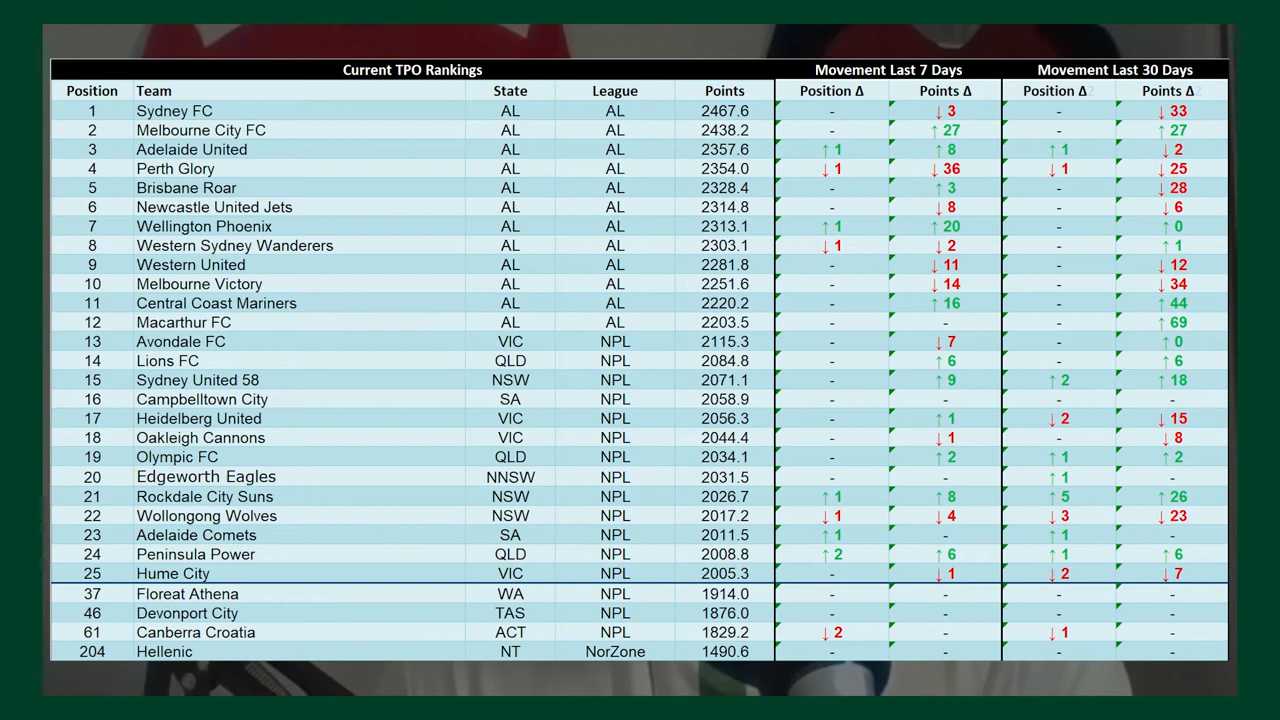 Current TPO Rankings Movement Last 7 Days Movement Last 30 Days
Position Team State League Points Position Δ Points Δ Position Δ2 Points Δ2
1 Sydney FC AL AL 2467.6 - ↓ 3 - ↓ 33
2 Melbourne City FC AL AL 2438.2 - ↑ 27 - ↑ 27
3 Adelaide United AL AL 2357.6 ↑ 1 ↑ 8 ↑ 1 ↓ 2
4 Perth Glory AL AL 2354.0 ↓ 1 ↓ 36 ↓ 1 ↓ 25
5 Brisbane Roar AL AL 2328.4 - ↑ 3 - ↓ 28
6 Newcastle United Jets AL AL 2314.8 - ↓ 8 - ↓ 6
7 Wellington Phoenix AL AL 2313.1 ↑ 1 ↑ 20 - ↑ 0
8 Western Sydney Wanderers AL AL 2303.1 ↓ 1 ↓ 2 - ↑ 1
9 Western United AL AL 2281.8 - ↓ 11 - ↓ 12
10 Melbourne Victory AL AL 2251.6 - ↓ 14 - ↓ 34
11 Central Coast Mariners AL AL 2220.2 - ↑ 16 - ↑ 44
12 Macarthur FC AL AL 2203.5 - - - ↑ 69
13 Avondale FC VIC NPL 2115.3 - ↓ 7 - ↑ 0
14 Lions FC QLD NPL 2084.8 - ↑ 6 - ↑ 6
15 Sydney United 58 NSW NPL 2071.1 - ↑ 9 ↑ 2 ↑ 18
16 Campbelltown City SA NPL 2058.9 - - - -
17 Heidelberg United VIC NPL 2056.3 - ↑ 1 ↓ 2 ↓ 15
18 Oakleigh Cannons VIC NPL 2044.4 - ↓ 1 - ↓ 8
19 Olympic FC QLD NPL 2034.1 - ↑ 2 ↑ 1 ↑ 2
20 Edgeworth Eagles NNSW NPL 2031.5 - - ↑ 1 -
21 Rockdale City Suns NSW NPL 2026.7 ↑ 1 ↑ 8 ↑ 5 ↑ 26
22 Wollongong Wolves NSW NPL 2017.2 ↓ 1 ↓ 4 ↓ 3 ↓ 23
23 Adelaide Comets SA NPL 2011.5 ↑ 1 - ↑ 1 -
24 Peninsula Power QLD NPL 2008.8 ↑ 2 ↑ 6 ↑ 1 ↑ 6
25 Hume City VIC NPL 2005.3 - ↓ 1 ↓ 2 ↓ 7
37 Floreat Athena WA NPL 1914.0 - - - -
46 Devonport City TAS NPL 1876.0 - - - -
61 Canberra Croatia ACT NPL 1829.2 ↓ 2 - ↓ 1 -
204 Hellenic NT NorZone 1490.6 - - - -